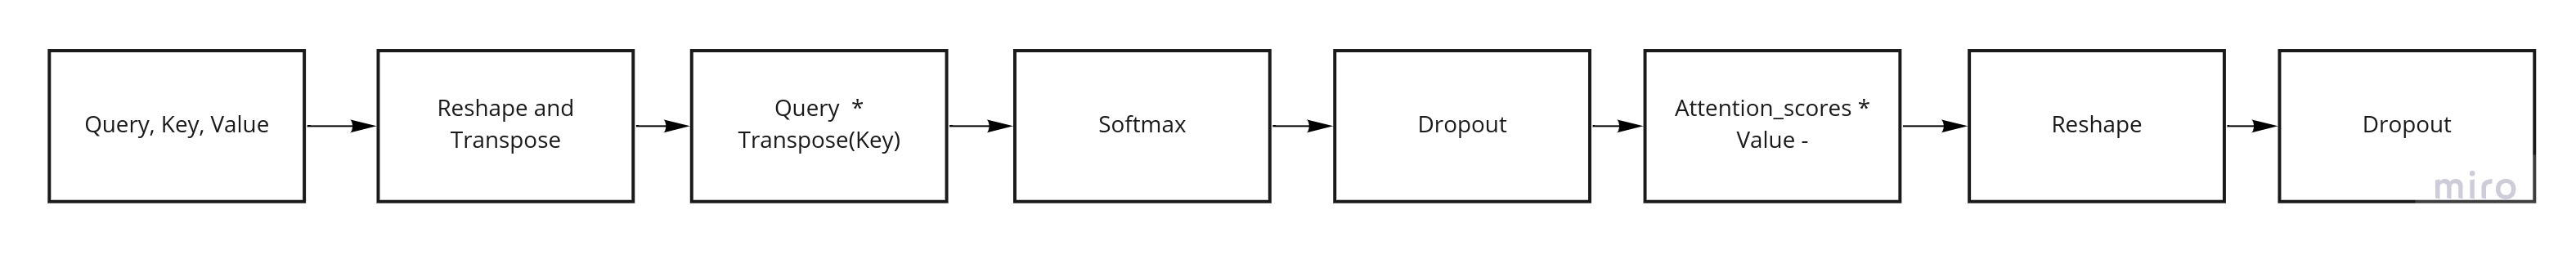 Query, Key, Value
Reshape and
Transpose
Query *
Transpose(Key)
Softmax
Dropout
Attention_scores *
Value -
Reshape
Dropout
miro